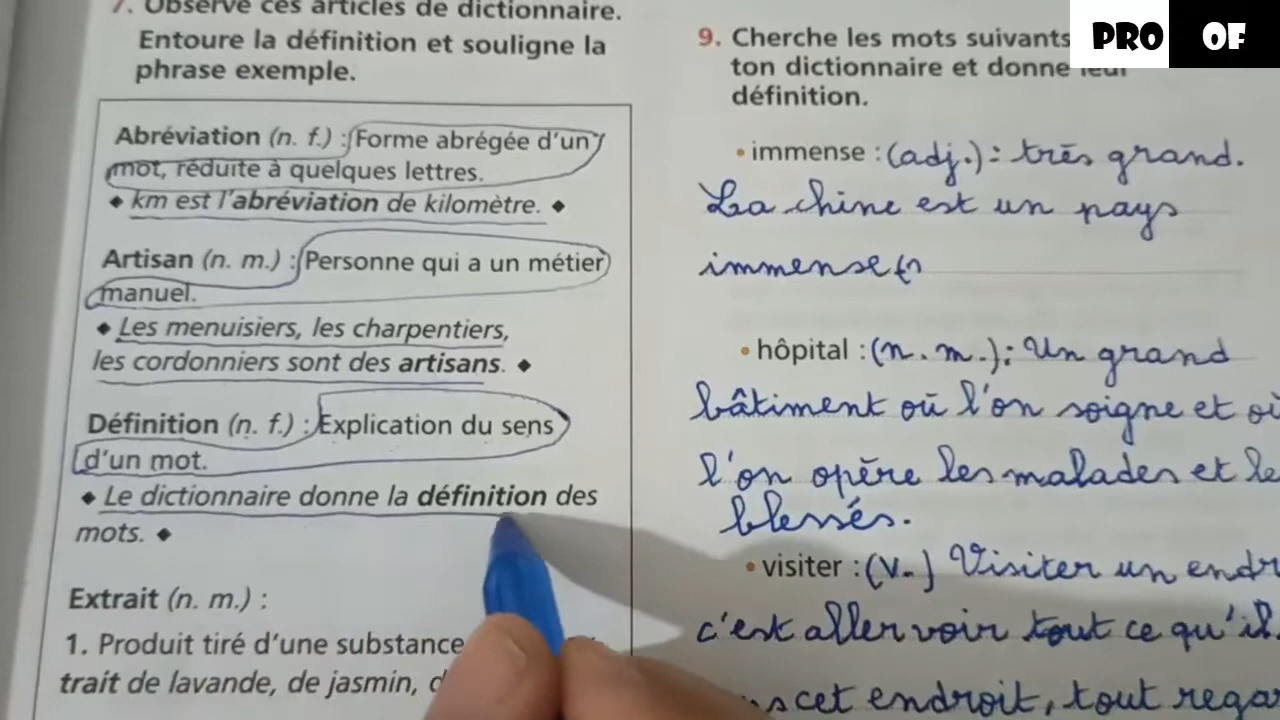 7. Observe ces articles de dictionnaire.
Entoure la définition et souligne la
phrase exemple.
Abréviation (n. f.) : Forme abrégée d'un
mot, réduite à quelques lettres.
◆ km est l'abréviation de kilomètre. ◆
Artisan (n. m.) : Personne qui a un métier
manuel.
◆ Les menuisiers, les charpentiers,
les cordonniers sont des artisans. ◆
Définition (n. f.) : Explication du sens
d'un mot.
◆ Le dictionnaire donne la définition des
mots. ◆
Extrait (n. m.) :
1. Produit tiré d'une substance
trait de lavande, de jasmin,
PRO OF
9. Cherche les mots suivants
ton dictionnaire et donne leur
définition.
• immense : (adj.) : très grand.
La chine est un pays
immense
• hôpital : (n. m.) : Un grand
bâtiment où l'on soigne et où
l'on opère les malades et le
blessés.
• visiter : (v.) Visiter un endr
c'est aller voir tout ce qu'il
cet endroit, tout regar